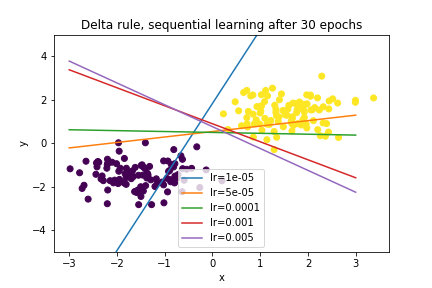 Delta rule, sequential learning after 30 epochs
4
2
0
−2
−4
y
lr=1e-05
lr=5e-05
lr=0.0001
lr=0.001
lr=0.005
−3 −2 −1 0 1 2 3
x